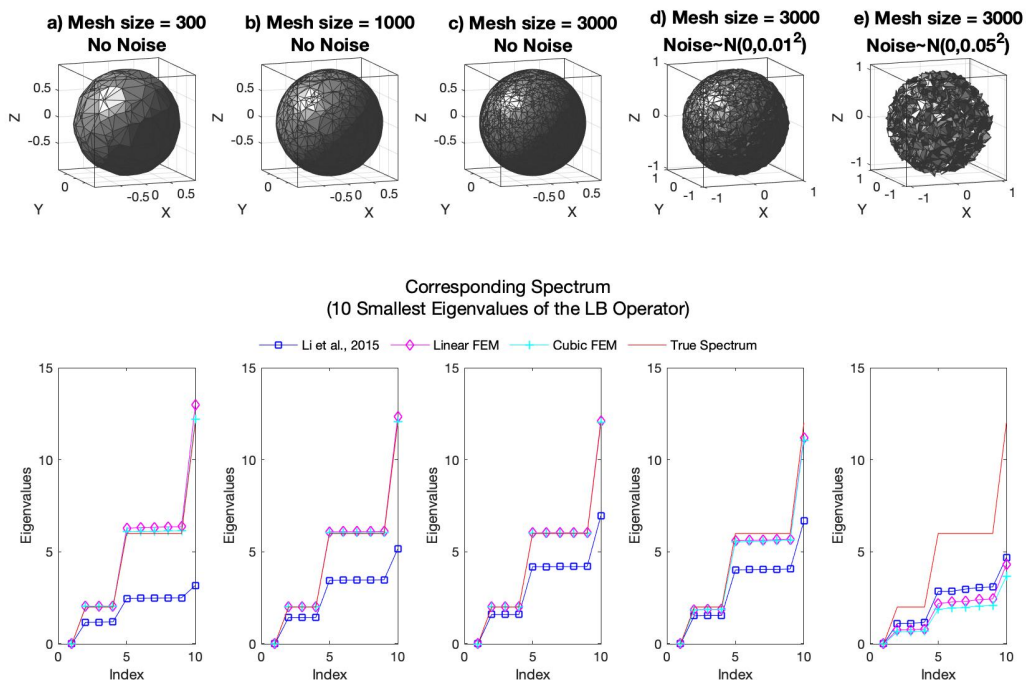 a) Mesh size = 300
No Noise
b) Mesh size = 1000
No Noise
c) Mesh size = 3000
No Noise
d) Mesh size = 3000
Noise~N(0,0.01²)
e) Mesh size = 3000
Noise~N(0,0.05²)
0.5
0
-0.5
Z
0
Y
-0.5 0 0.5
X
0.5
0
-0.5
Z
0
Y
-0.5 0 0.5
X
0.5
0
-0.5
Z
0
Y
-0.5 0 0.5
X
1
0
-1
Z
1
0
-1
Y
-1
0
1
X
1
0
-1
Z
1
0
-1
Y
-1
0
1
X
Corresponding Spectrum
(10 Smallest Eigenvalues of the LB Operator)
Li et al., 2015 Linear FEM Cubic FEM True Spectrum
15
10
5
0
Eigenvalues
0 5 10
Index
15
10
5
0
Eigenvalues
0 5 10
Index
15
10
5
0
Eigenvalues
0 5 10
Index
15
10
5
0
Eigenvalues
0 5 10
Index
15
10
5
0
Eigenvalues
0 5 10
Index